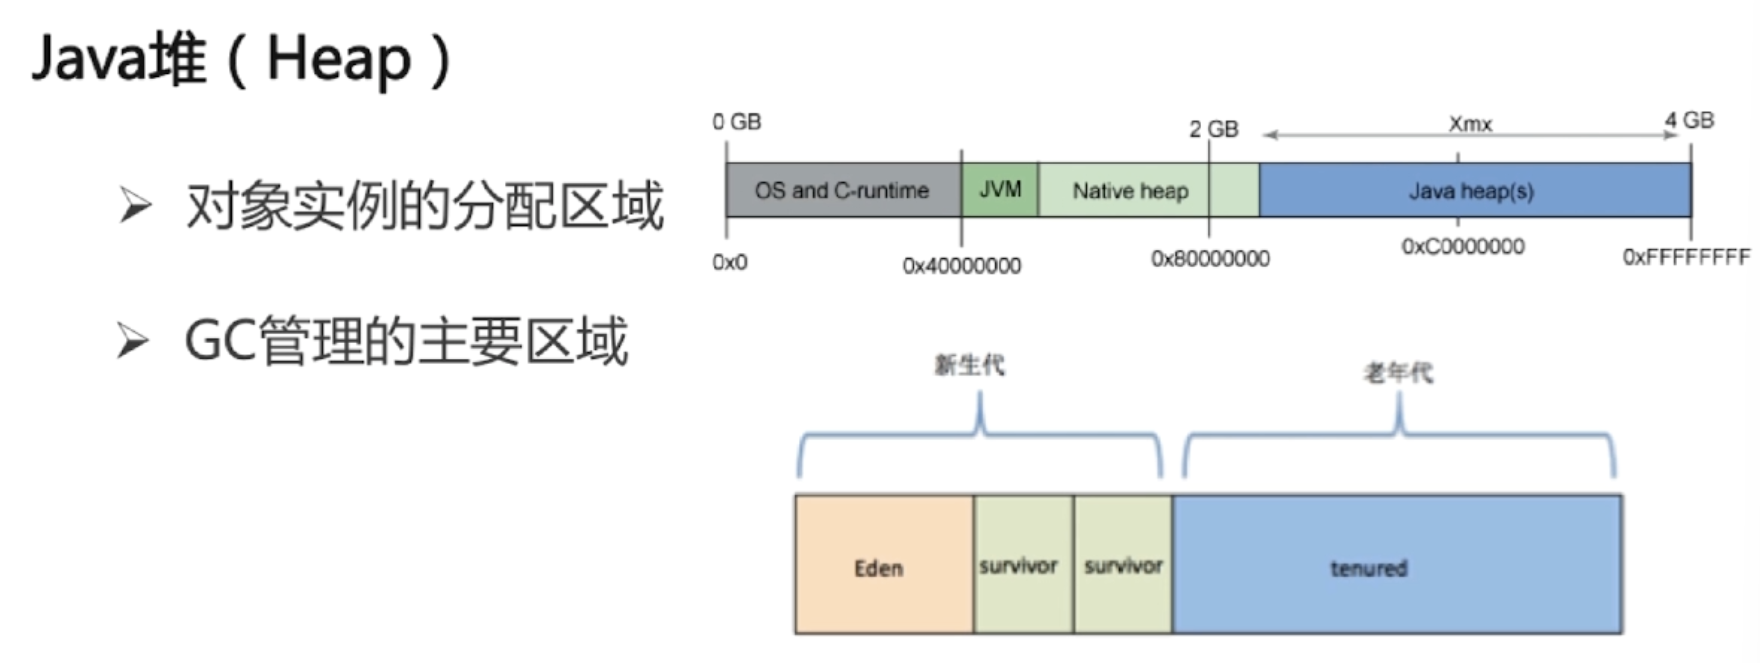 Java堆（Heap）
➢ 对象实例的分配区域
➢ GC管理的主要区域
0 GB
2 GB
Xmx
4 GB
OS and C-runtime
JVM
Native heap
Java heap(s)
0x0
0x40000000
0x80000000
0xC0000000
0xFFFFFFFFF
新生代
老年代
Eden
survivor
survivor
tenured